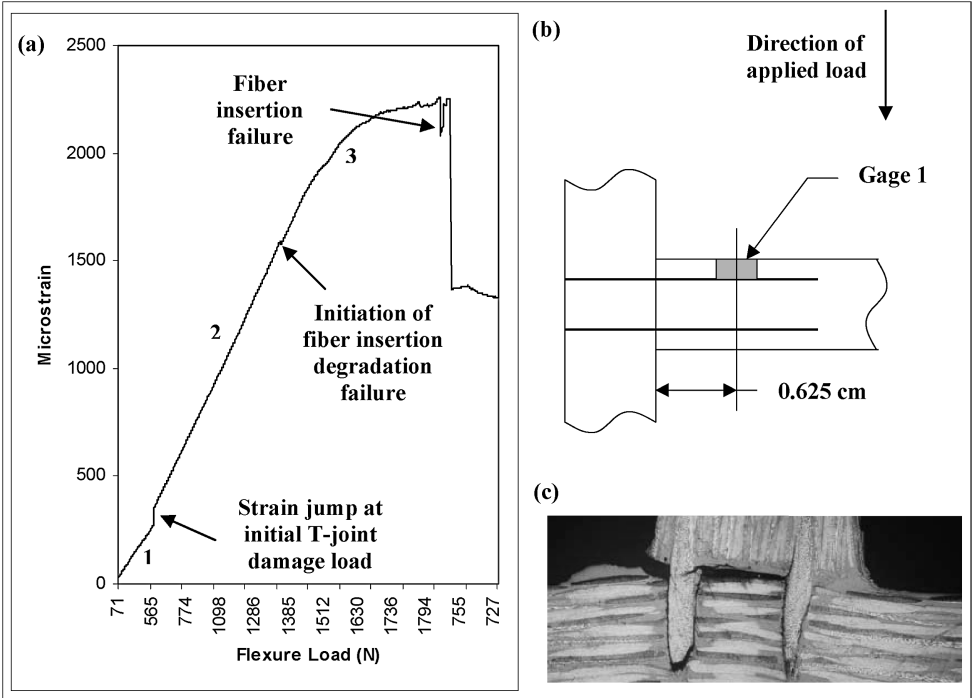 (a)
2500
2000
1500
1000
500
0
Microstrain
Fiber
insertion
failure
3
2
Initiation of
fiber insertion
degradation
failure
Strain jump at
initial T-joint
damage load
1
71
565
774
1098
1286
1385
1512
1630
1736
1794
755
727
Flexure Load (N)
(b)
Direction of
applied load
Gage 1
0.625 cm
(c)